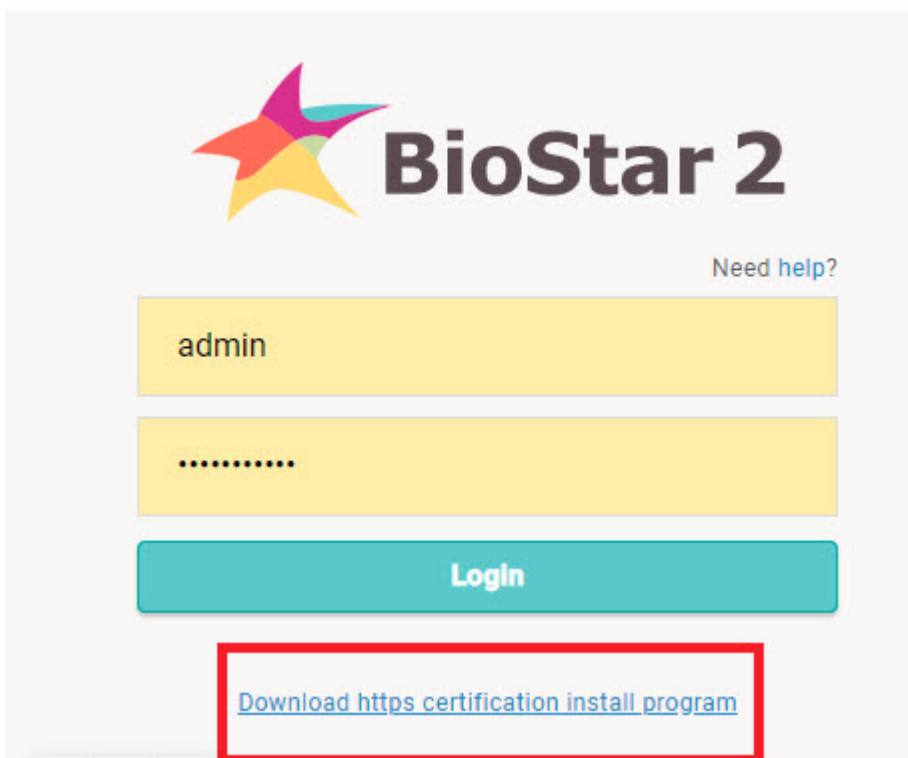 BioStar 2
Need help?
admin
•••••••••••
Login
Download https certification install program